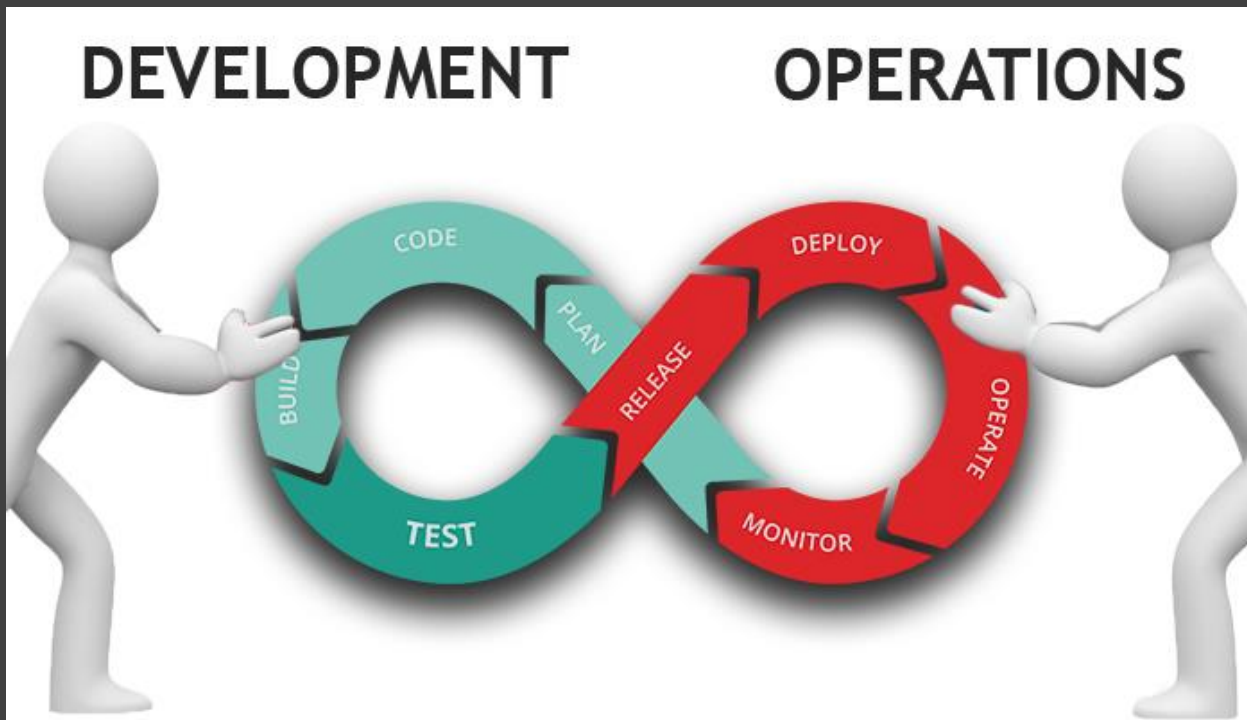 DEVELOPMENT
OPERATIONS
CODE
PLAN
BUILD
TEST
RELEASE
DEPLOY
OPERATE
MONITOR